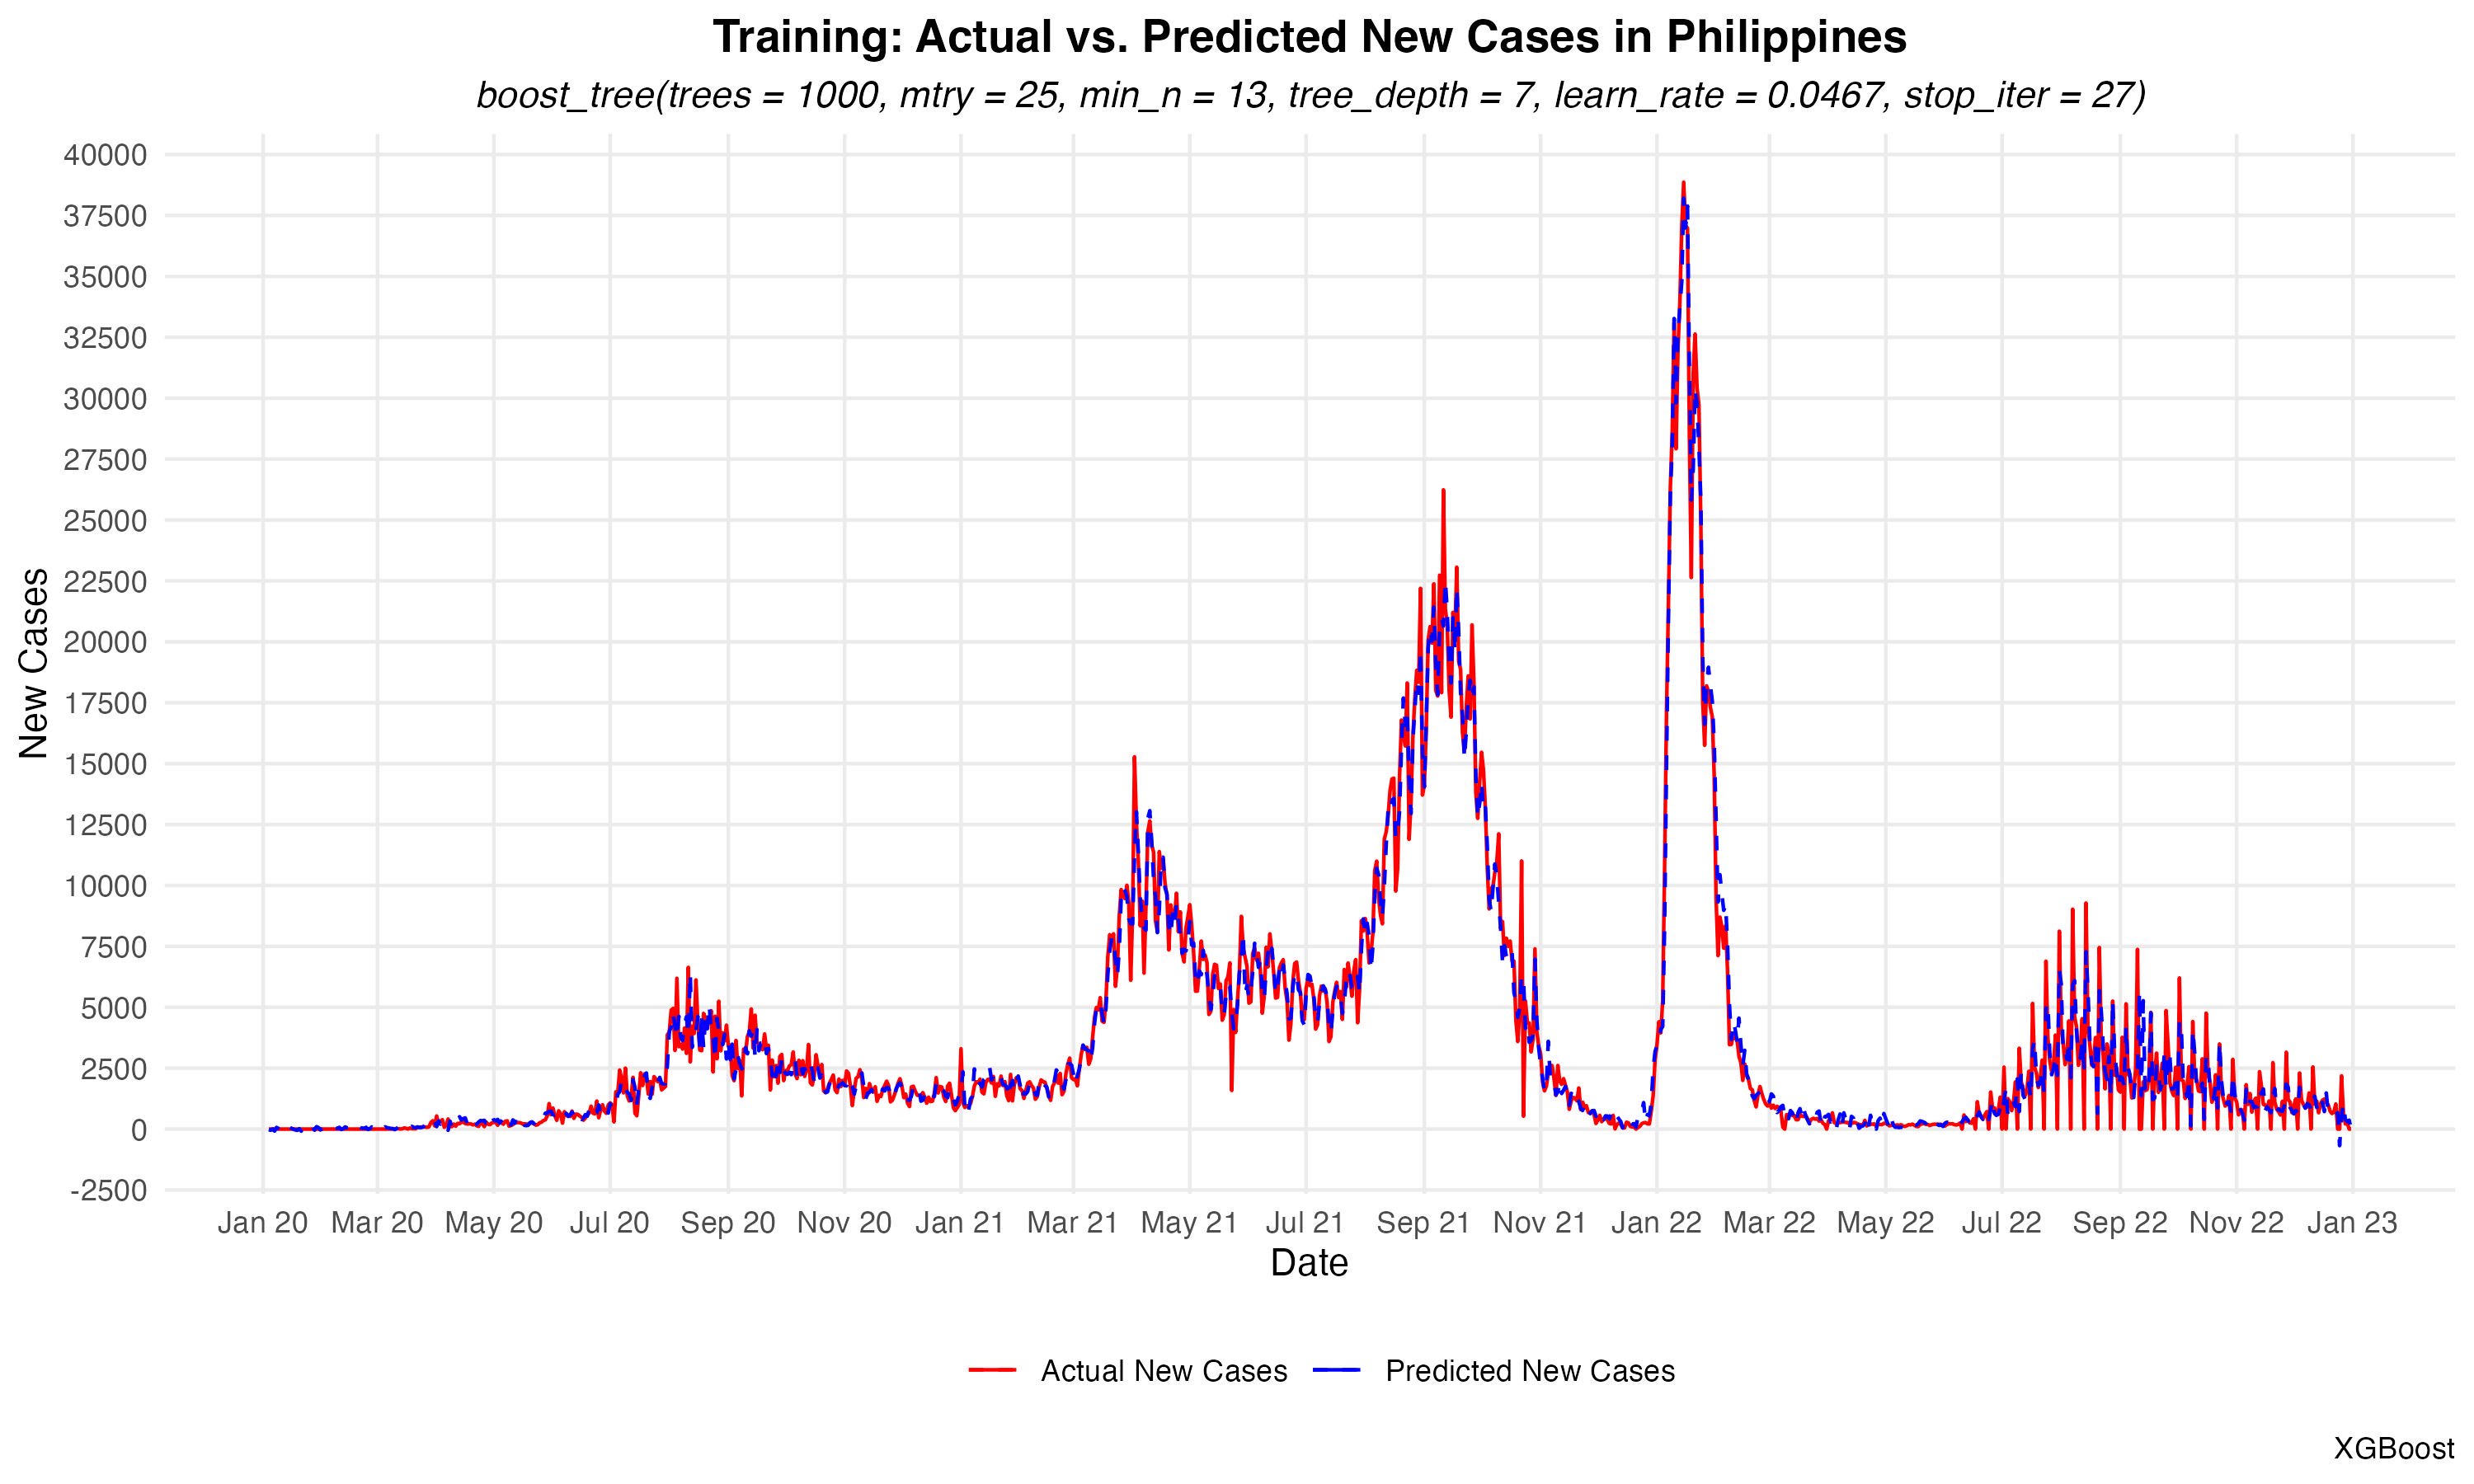 Training: Actual vs. Predicted New Cases in Philippines
boost_tree(trees = 1000, mtry = 25, min_n = 13, tree_depth = 7, learn_rate = 0.0467, stop_iter = 27)
40000
37500
35000
32500
30000
27500
25000
22500
20000
17500
15000
12500
10000
7500
5000
2500
0
-2500
New Cases
Jan 20 Mar 20 May 20 Jul 20 Sep 20 Nov 20 Jan 21 Mar 21 May 21 Jul 21 Sep 21 Nov 21 Jan 22 Mar 22 May 22 Jul 22 Sep 22 Nov 22 Jan 23
Date
Actual New Cases Predicted New Cases
XGBoost